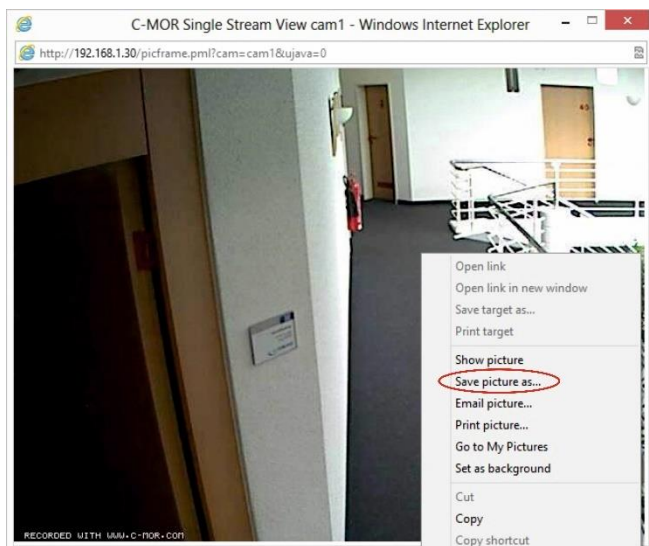 C-MOR Single Stream View cam1 - Windows Internet Explorer
http://192.168.1.30/picframe.pml?cam=cam1&ujava=0
Open link
Open link in new window
Save target as...
Print target
Show picture
Save picture as...
Email picture...
Print picture...
Go to My Pictures
Set as background
Cut
Copy
Copy shortcut
RECORDED WITH WWW.C-MOR.COM